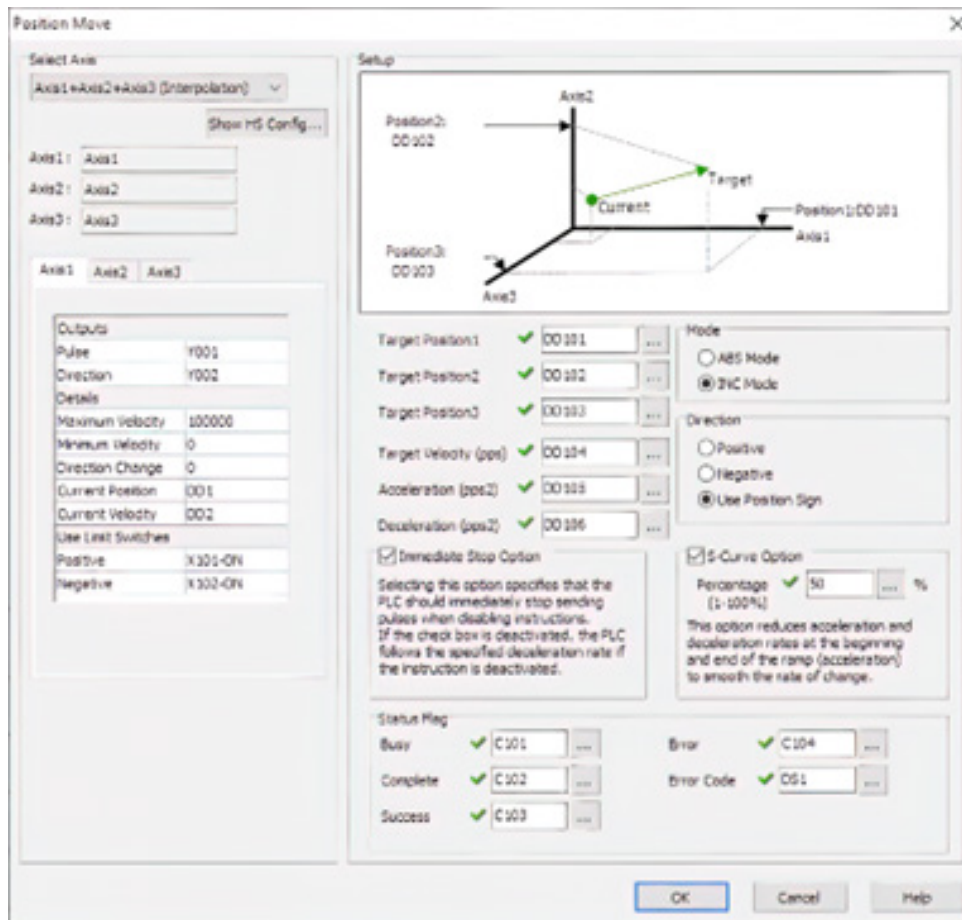 Position Move
Select Axis
Axis1+Axis2+Axis3 (Interpolation)
Show HS Config...
Axis1: Axis1
Axis2: Axis2
Axis3: Axis3
Axis1 Axis2 Axis3
Outputs
Pulse Y001
Direction Y002
Details
Maximum Velocity 100000
Minimum Velocity 0
Direction Change 0
Current Position DD1
Current Velocity DD2
Use Limit Switches
Positive X101-ON
Negative X102-ON
Setup
Axis2
Position2:
DD102
Target
Current
Position1:DD101
Axis1
Position3:
DD103
Axis3
Target Position1 DD101 ...
Target Position2 DD102 ...
Target Position3 DD103 ...
Target Velocity (pps) DD104 ...
Acceleration (pps2) DD105 ...
Deceleration (pps2) DD106 ...
Mode
ABS Mode
INC Mode
Direction
Positive
Negative
Use Position Sign
Immediate Stop Option
Selecting this option specifies that the
PLC should immediately stop sending
pulses when disabling instructions.
If the check box is deactivated, the PLC
follows the specified deceleration rate if
the instruction is deactivated.
S-Curve Option
Percentage 50 ... %
(1-100%)
This option reduces acceleration and
deceleration rates at the beginning
and end of the ramp (acceleration)
to smooth the rate of change.
Status Flag
Busy C101 ...
Complete C102 ...
Success C103 ...
Error C104 ...
Error Code DS1 ...
OK Cancel Help